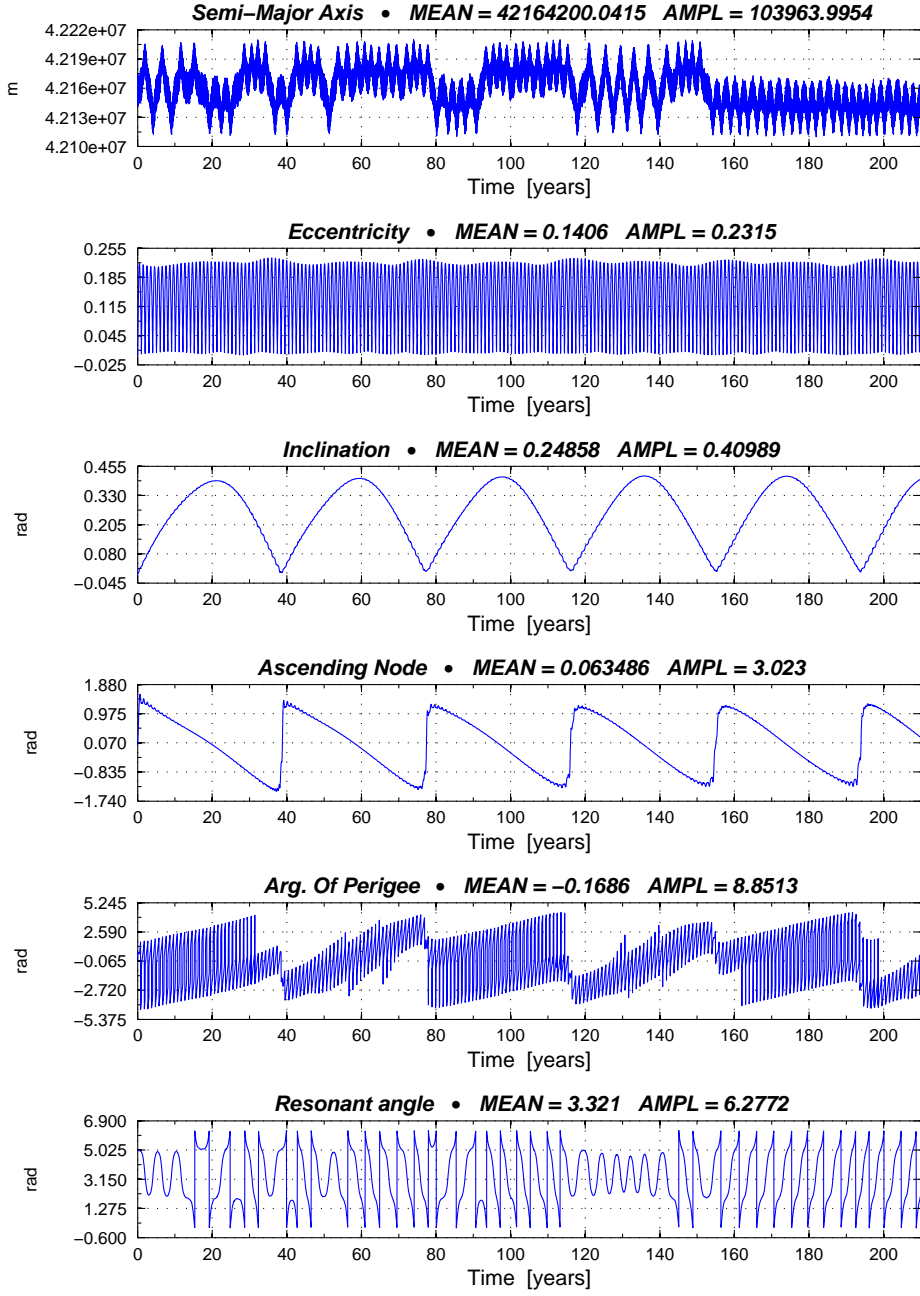 Semi−Major Axis • MEAN = 42164200.0415 AMPL = 103963.9954
4.2222e+07
4.219e+07
4.216e+07
4.213e+07
4.210e+07
m
0 20 40 60 80 100 120 140 160 180 200
Time [years]
Eccentricity • MEAN = 0.1406 AMPL = 0.2315
0.255
0.185
0.115
0.045
−0.025
0 20 40 60 80 100 120 140 160 180 200
Time [years]
Inclination • MEAN = 0.24858 AMPL = 0.40989
0.455
0.330
0.205
0.080
−0.045
rad
0 20 40 60 80 100 120 140 160 180 200
Time [years]
Ascending Node • MEAN = 0.063486 AMPL = 3.023
1.880
0.975
0.070
−0.835
−1.740
rad
0 20 40 60 80 100 120 140 160 180 200
Time [years]
Arg. Of Perigee • MEAN = −0.1686 AMPL = 8.8513
5.245
2.590
−0.065
−2.720
−5.375
rad
0 20 40 60 80 100 120 140 160 180 200
Time [years]
Resonant angle • MEAN = 3.321 AMPL = 6.2772
6.900
5.025
3.150
1.275
−0.600
rad
0 20 40 60 80 100 120 140 160 180 200
Time [years]